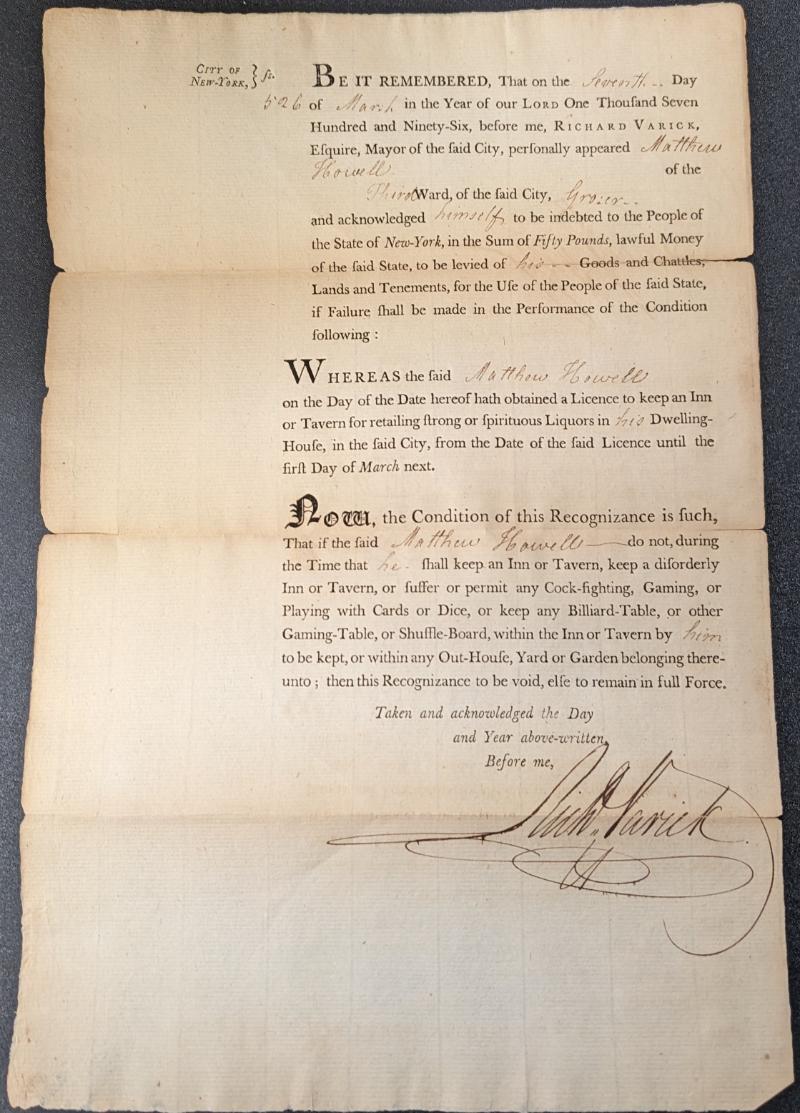 CITY OF
NEW-YORK, } ſs.
BE IT REMEMBERED, That on the Seventh Day
526 of March in the Year of our LORD One Thouſand Seven
Hundred and Ninety-Six, before me, RICHARD VARICK,
Eſquire, Mayor of the ſaid City, perſonally appeared Matthew
Howell of the
Third Ward, of the ſaid City, Grocer
and acknowledged himself to be indebted to the People of
the State of New-York, in the Sum of Fifty Pounds, lawful Money
of the ſaid State, to be levied of his Goods and Chattles,
Lands and Tenements, for the Uſe of the People of the ſaid State,
if Failure ſhall be made in the Performance of the Condition
following :
WHEREAS the ſaid Matthew Howell
on the Day of the Date hereof hath obtained a Licence to keep an Inn
or Tavern for retailing ſtrong or ſpirituous Liquors in his Dwelling-
Houſe, in the ſaid City, from the Date of the ſaid Licence until the
firſt Day of March next.
NOW, the Condition of this Recognizance is ſuch,
That if the ſaid Matthew Howell do not, during
the Time that he ſhall keep an Inn or Tavern, keep a diſorderly
Inn or Tavern, or ſuffer or permit any Cock-fighting, Gaming, or
Playing with Cards or Dice, or keep any Billiard-Table, or other
Gaming-Table, or Shuffle-Board, within the Inn or Tavern by him
to be kept, or within any Out-Houſe, Yard or Garden belonging there-
unto ; then this Recognizance to be void, elſe to remain in full Force.
Taken and acknowledged the Day
and Year above-written,
Before me,
Richd. Varick